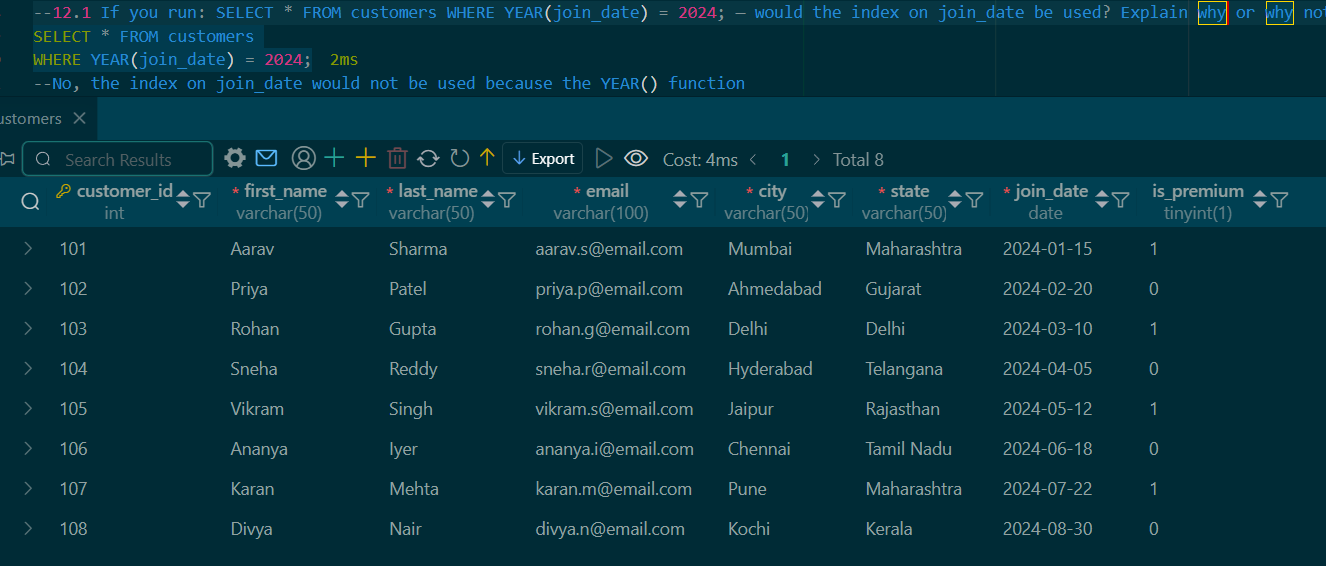 --12.1 If you run: SELECT * FROM customers WHERE YEAR(join_date) = 2024; — would the index on join_date be used? Explain why or why not
SELECT * FROM customers
WHERE YEAR(join_date) = 2024; 2ms
--No, the index on join_date would not be used because the YEAR() function
ustomers
Search Results Export Cost: 4ms 1 Total 8
customer_id * first_name * last_name * email * city * state * join_date is_premium
int varchar(50) varchar(50) varchar(100) varchar(50) varchar(50) date tinyint(1)
101 Aarav Sharma aarav.s@email.com Mumbai Maharashtra 2024-01-15 1
102 Priya Patel priya.p@email.com Ahmedabad Gujarat 2024-02-20 0
103 Rohan Gupta rohan.g@email.com Delhi Delhi 2024-03-10 1
104 Sneha Reddy sneha.r@email.com Hyderabad Telangana 2024-04-05 0
105 Vikram Singh vikram.s@email.com Jaipur Rajasthan 2024-05-12 1
106 Ananya Iyer ananya.i@email.com Chennai Tamil Nadu 2024-06-18 0
107 Karan Mehta karan.m@email.com Pune Maharashtra 2024-07-22 1
108 Divya Nair divya.n@email.com Kochi Kerala 2024-08-30 0